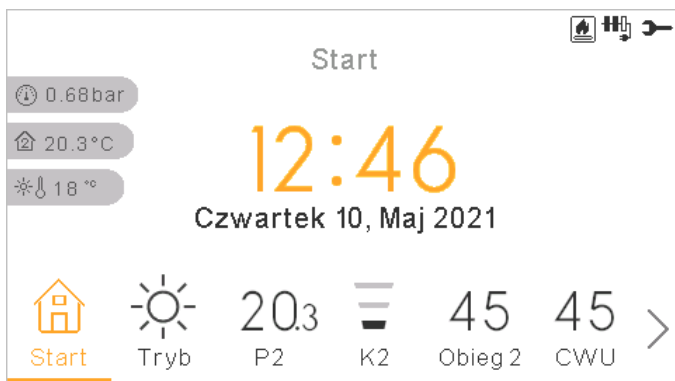 Start
0.68bar
2 20.3°C
18 °C
12:46
Czwartek 10, Maj 2021
20.3 45 45
Start Tryb P2 K2 Obieg 2 CWU